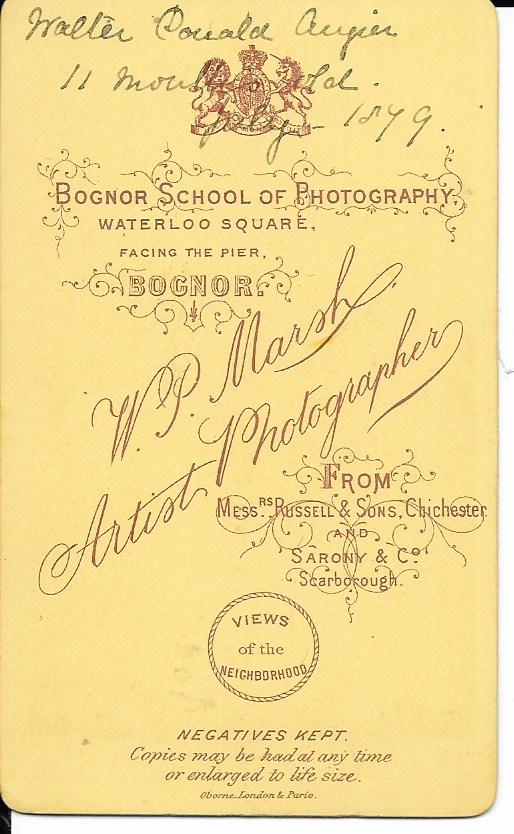 Walter Donald Angier
11 months old.
July - 1879.
BOGNOR SCHOOL OF PHOTOGRAPHY,
WATERLOO SQUARE,
FACING THE PIER,
BOGNOR.
W. P. Marsh
Artist Photographer
FROM
MESS.RS RUSSELL & SONS, Chichester
AND
SARONY & Co.
Scarborough.
VIEWS
of the
NEIGHBORHOOD
NEGATIVES KEPT.
Copies may be had at any time
or enlarged to life size.
Oborne. London & Paris.